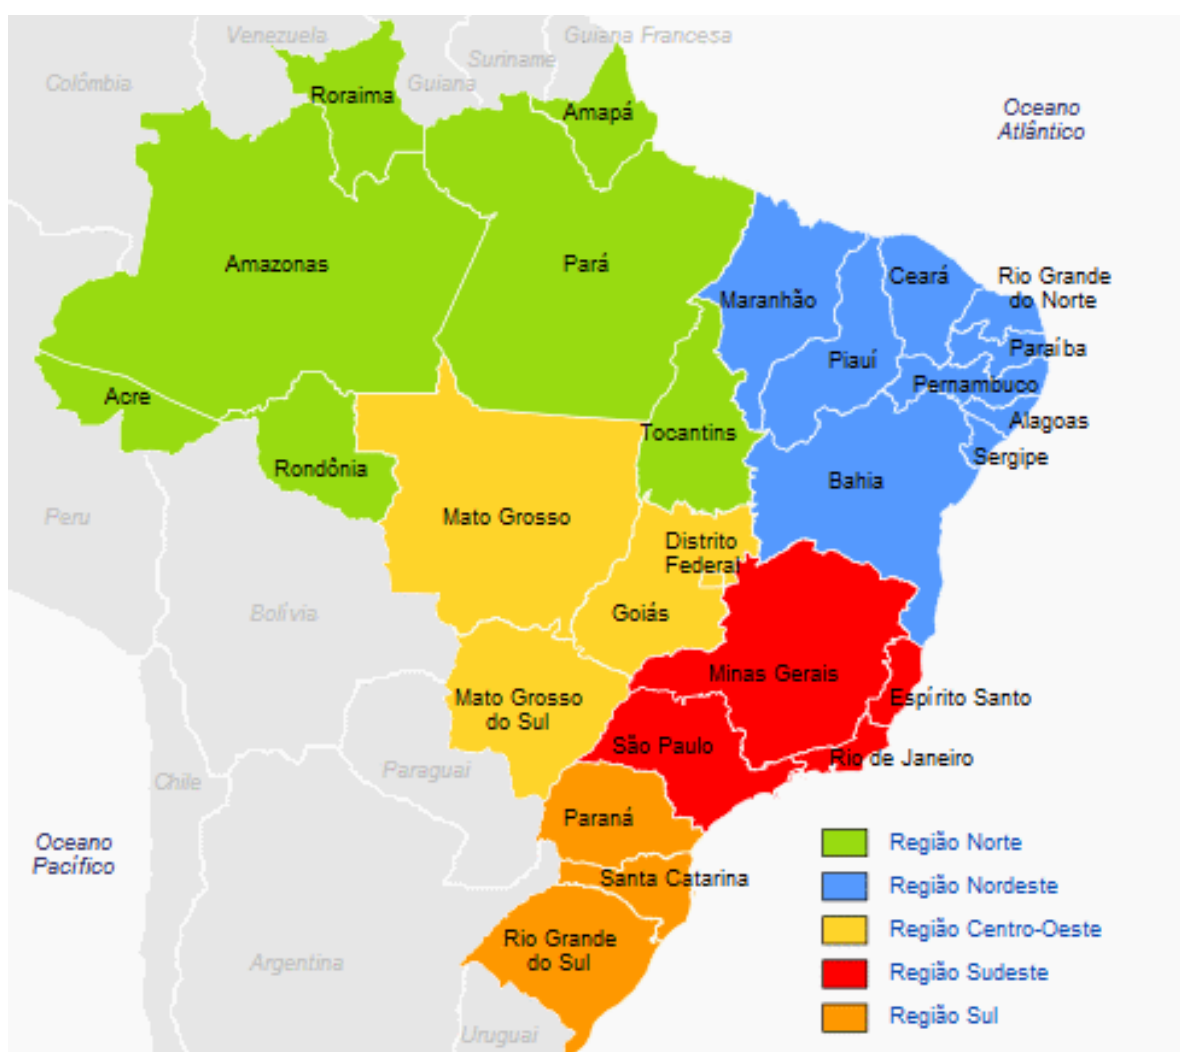 Venezuela
Guiana Francesa
Suriname
Colômbia
Guiana
Roraima
Amapá
Oceano
Atlântico
Amazonas
Pará
Ceará
Rio Grande
do Norte
Maranhão
Piauí
Paraíba
Pernambuco
Acre
Alagoas
Tocantins
Sergipe
Rondônia
Bahia
Peru
Mato Grosso
Distrito
Federal
Bolívia
Goiás
Minas Gerais
Espírito Santo
Mato Grosso
do Sul
São Paulo
Rio de Janeiro
Paraguai
Chile
Paraná
Oceano
Pacífico
Santa Catarina
Rio Grande
do Sul
Argentina
Uruguai
Região Norte
Região Nordeste
Região Centro-Oeste
Região Sudeste
Região Sul